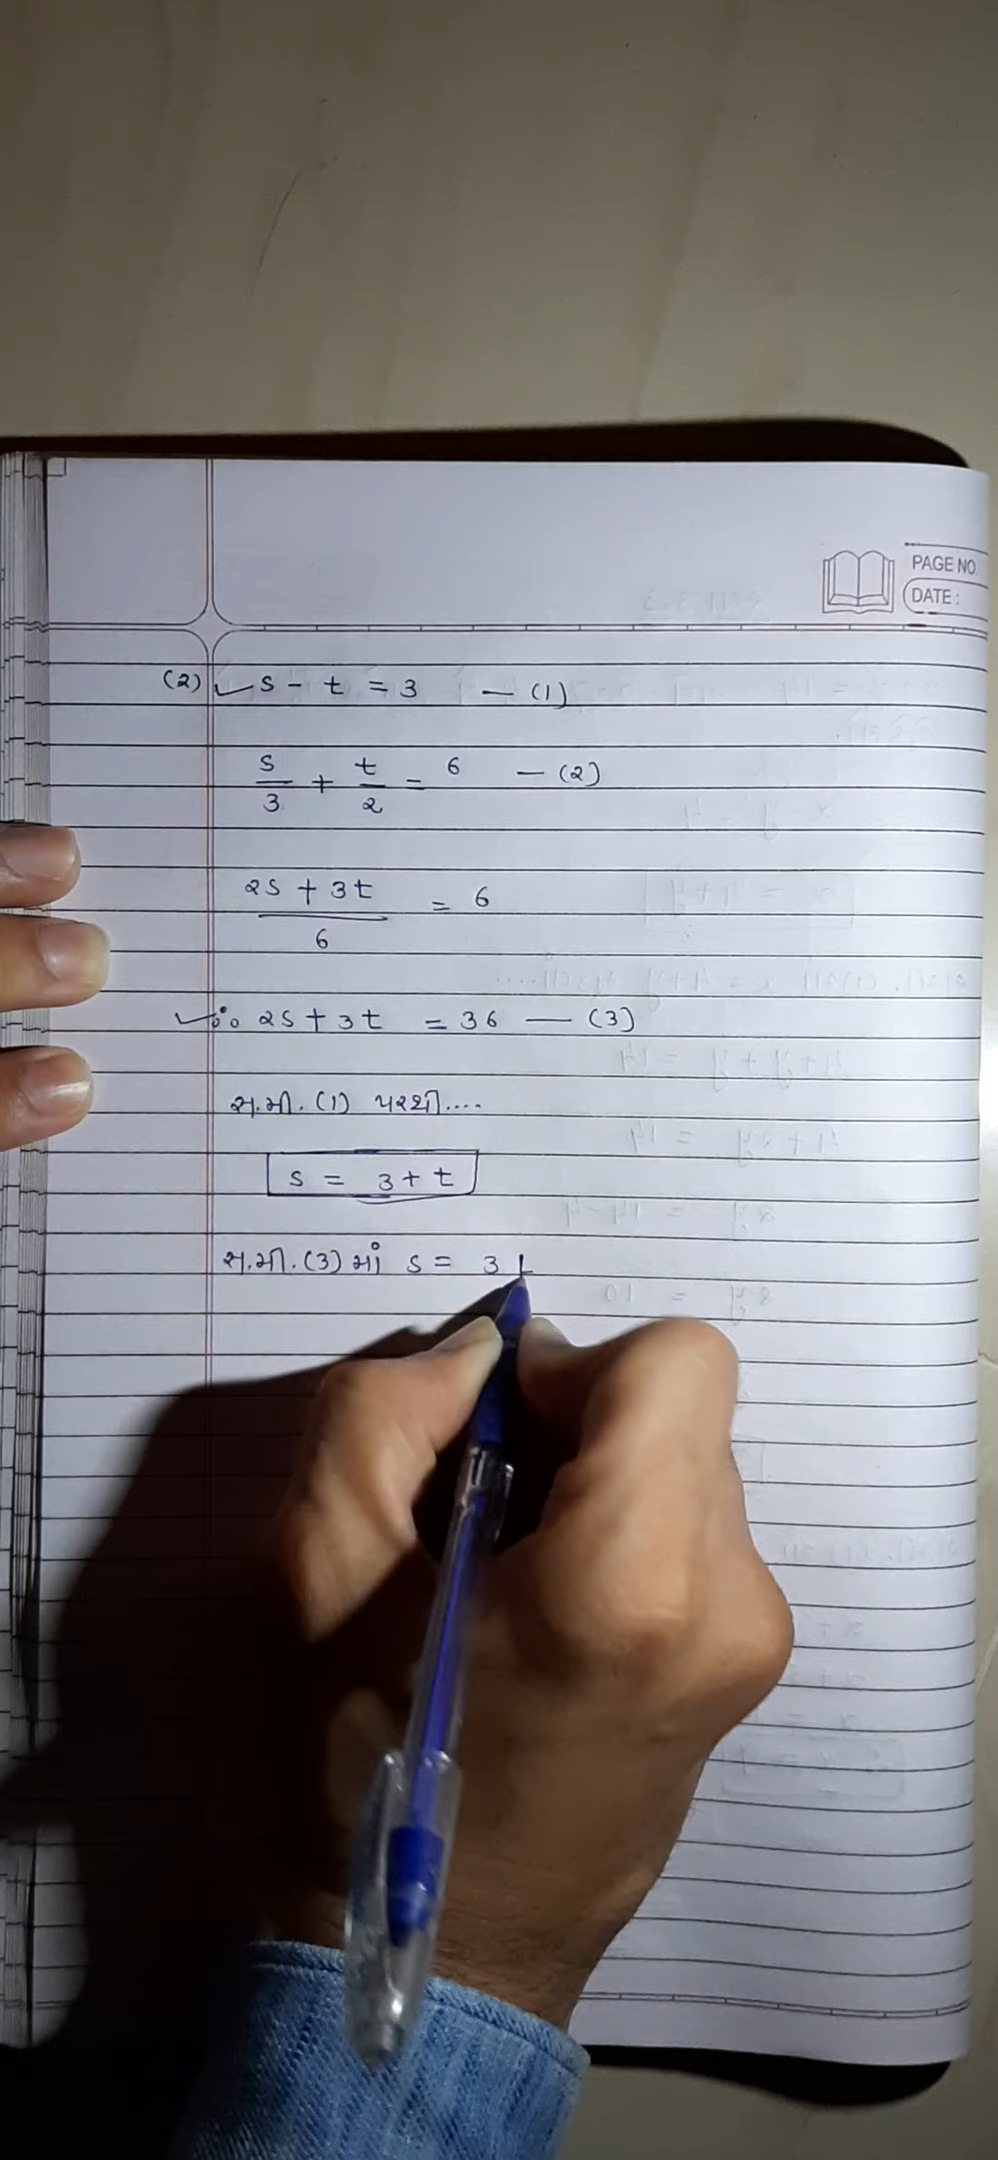 PAGE NO.
DATE :
(2) ✓ s - t = 3 — (1)
s/3 + t/2 = 6 — (2)
2s + 3t / 6 = 6
✓ ∴ 2s + 3t = 36 — (3)
સ.મી. (1) પરથી....
s = 3 + t
સ.મી. (3) માં s = 3